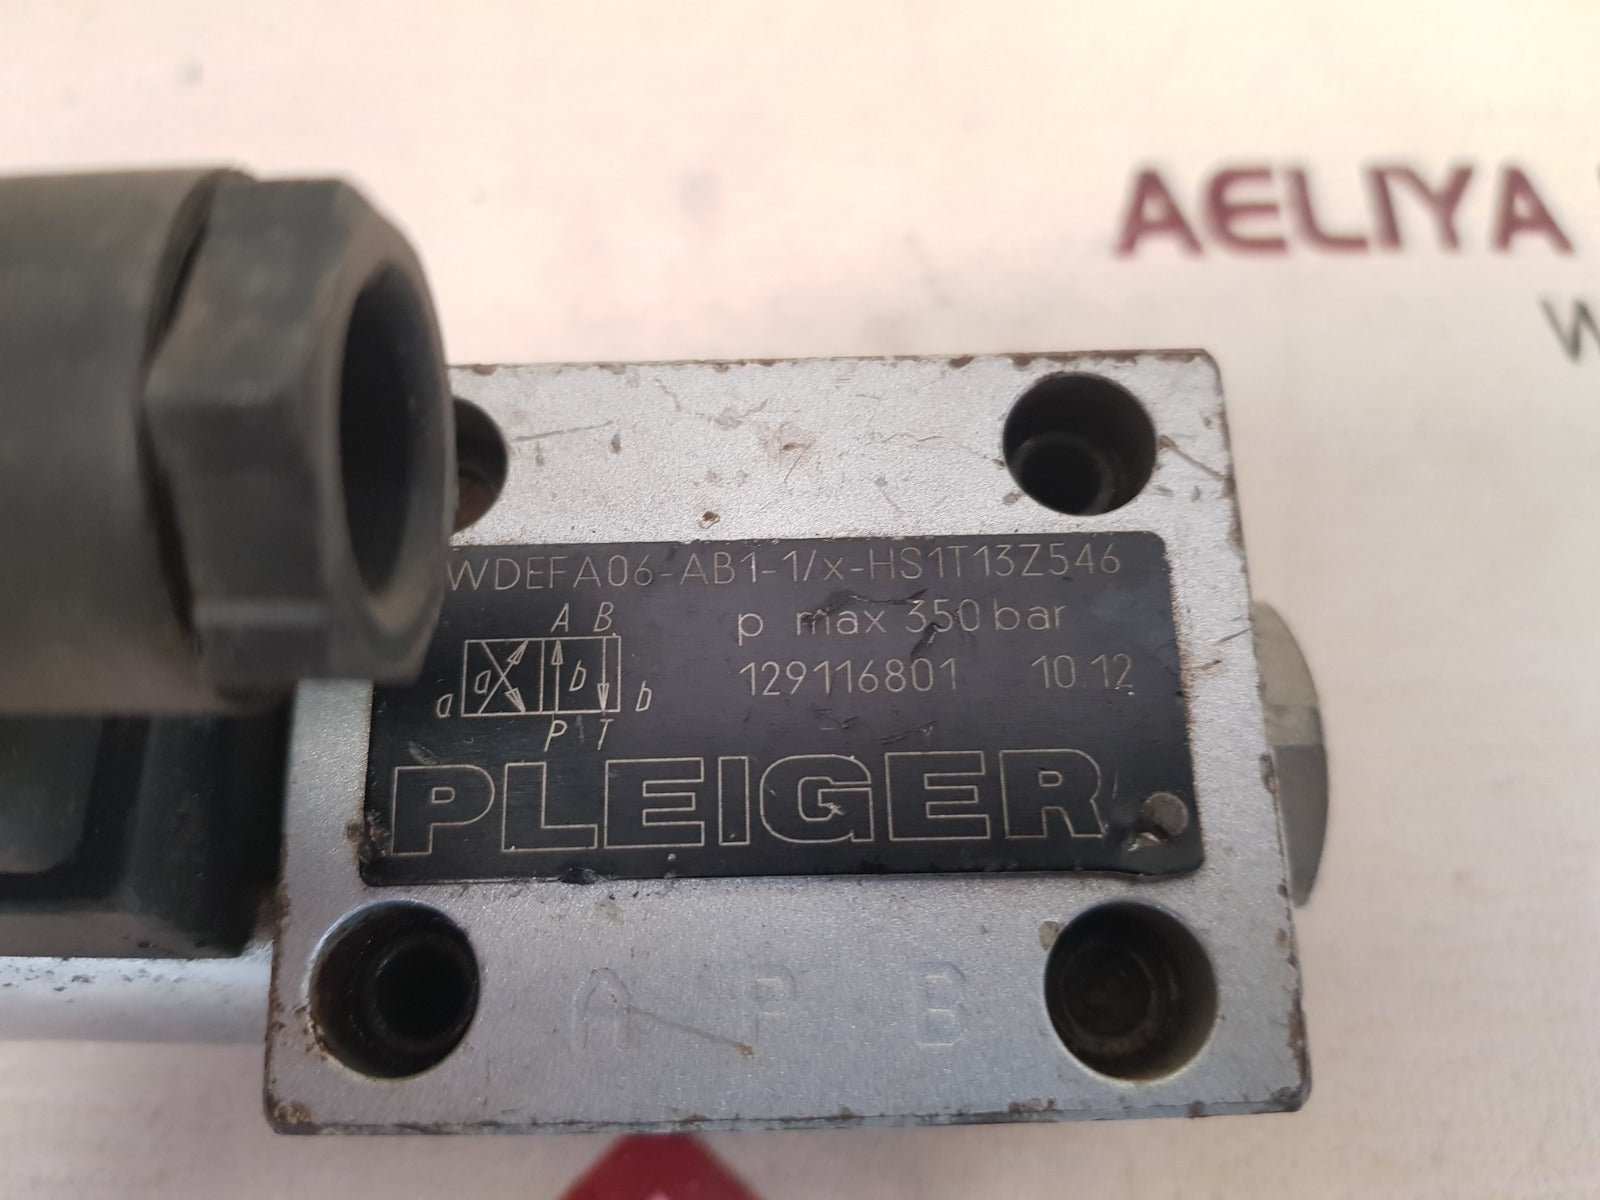 AELIYA
W
WDEFA06-AB1-1/x-HS1T13Z546
A B
p max 350 bar
a a b b
129116801 10.12
P T
PLEIGER
A P B